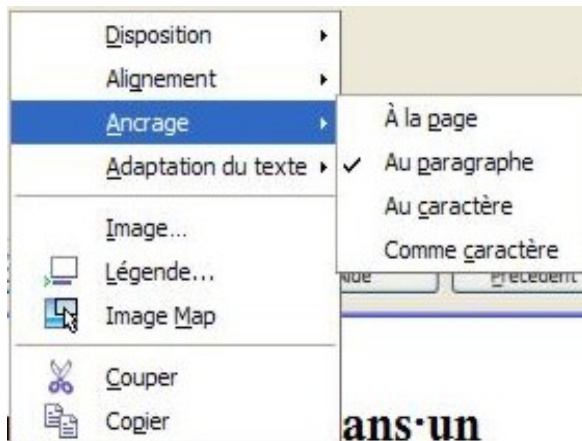 Disposition
Alignement
Ancrage
Adaptation du texte
Image...
Légende...
Image Map
Couper
Copier
À la page
Au paragraphe
Au caractère
Comme caractère
Précédent
ans·un